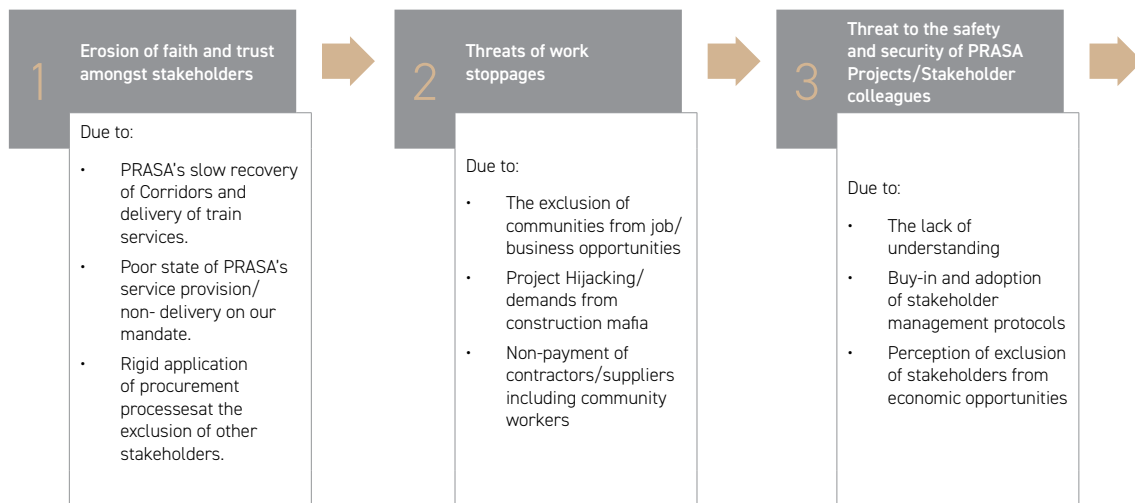 1
Erosion of faith and trust
amongst stakeholders
Due to:
• PRASA's slow recovery
of Corridors and
delivery of train
services.
• Poor state of PRASA's
service provision/
non- delivery on our
mandate.
• Rigid application
of procurement
processesat the
exclusion of other
stakeholders.
2
Threats of work
stoppages
Due to:
• The exclusion of
communities from job/
business opportunities
• Project Hijacking/
demands from
construction mafia
• Non-payment of
contractors/suppliers
including community
workers
3
Threat to the safety
and security of PRASA
Projects/Stakeholder
colleagues
Due to:
• The lack of
understanding
• Buy-in and adoption
of stakeholder
management protocols
• Perception of exclusion
of stakeholders from
economic opportunities